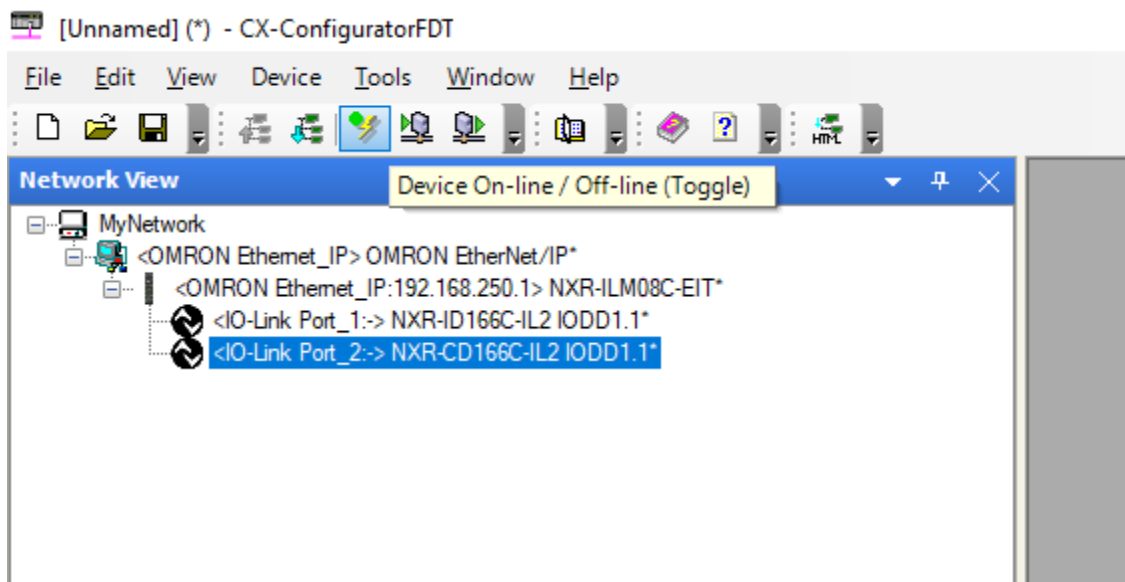 [Unnamed] (*) - CX-ConfiguratorFDT
File Edit View Device Tools Window Help
HTML
Network View
Device On-line / Off-line (Toggle)
MyNetwork
<OMRON Ethernet_IP> OMRON EtherNet/IP*
<OMRON Ethernet_IP:192.168.250.1> NXR-ILM08C-EIT*
<IO-Link Port_1:-> NXR-ID166C-IL2 IODD1.1*
<IO-Link Port_2:-> NXR-CD166C-IL2 IODD1.1*